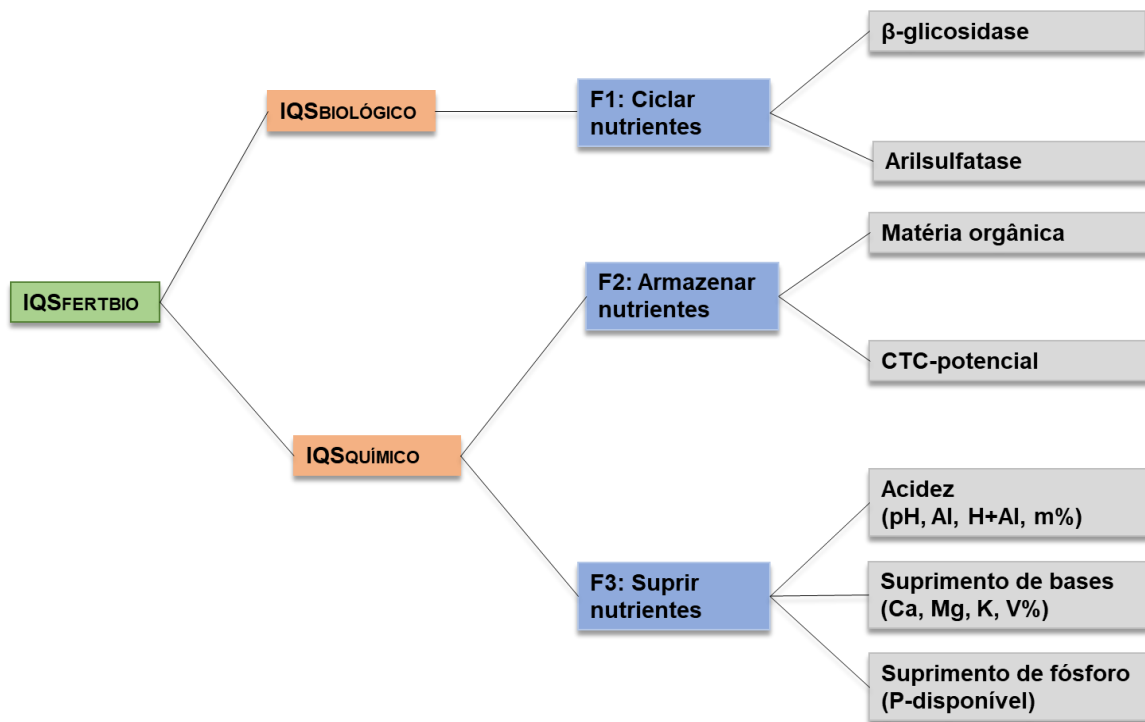 β-glicosidase
IQSBIOLÓGICO
F1: Ciclar
nutrientes
Arilsulfatase
Matéria orgânica
IQSFERTBIO
F2: Armazenar
nutrientes
CTC-potencial
IQSQUÍMICO
Acidez
(pH, Al, H+Al, m%)
F3: Suprir
nutrientes
Suprimento de bases
(Ca, Mg, K, V%)
Suprimento de fósforo
(P-disponível)